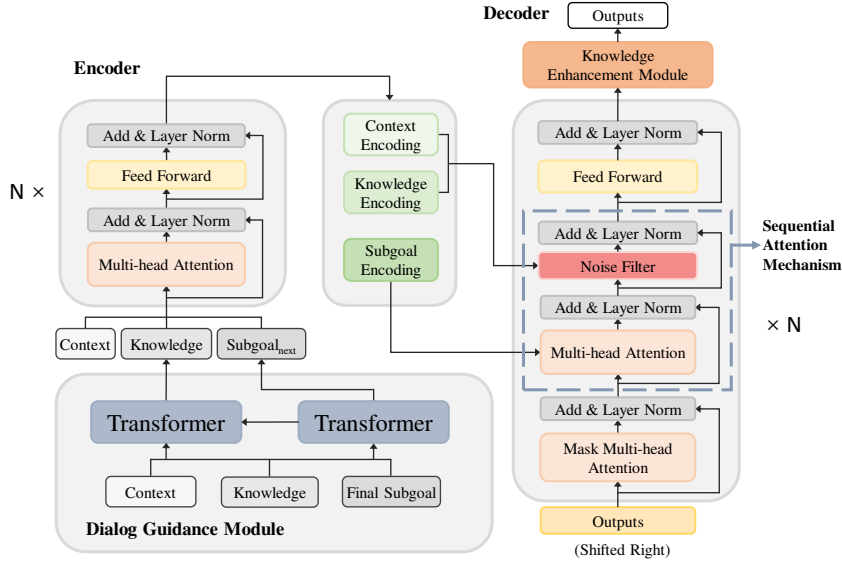 Decoder
Outputs
Knowledge
Enhancement Module
Encoder
N ×
Add & Layer Norm
Feed Forward
Add & Layer Norm
Multi-head Attention
Context
Knowledge
Subgoalnext
Context
Encoding
Knowledge
Encoding
Subgoal
Encoding
Add & Layer Norm
Feed Forward
Add & Layer Norm
Noise Filter
Add & Layer Norm
Multi-head Attention
Add & Layer Norm
Mask Multi-head
Attention
Outputs
(Shifted Right)
Sequential
Attention
Mechanism
× N
Transformer
Transformer
Context
Knowledge
Final Subgoal
Dialog Guidance Module